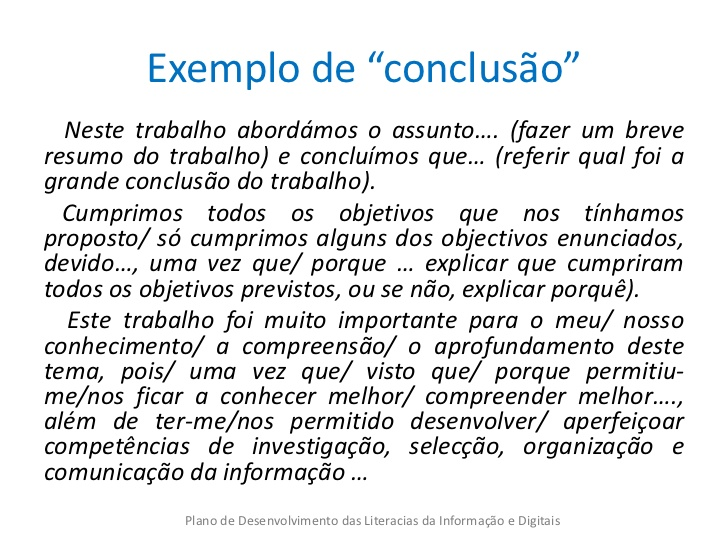 Exemplo de “conclusão”
Neste trabalho abordámos o assunto…. (fazer um breve
resumo do trabalho) e concluímos que… (referir qual foi a
grande conclusão do trabalho).
Cumprimos todos os objetivos que nos tínhamos
proposto/ só cumprimos alguns dos objectivos enunciados,
devido…, uma vez que/ porque … explicar que cumpriram
todos os objetivos previstos, ou se não, explicar porquê).
Este trabalho foi muito importante para o meu/ nosso
conhecimento/ a compreensão/ o aprofundamento deste
tema, pois/ uma vez que/ visto que/ porque permitiu-
me/nos ficar a conhecer melhor/ compreender melhor….,
além de ter-me/nos permitido desenvolver/ aperfeiçoar
competências de investigação, selecção, organização e
comunicação da informação …
Plano de Desenvolvimento das Literacias da Informação e Digitais